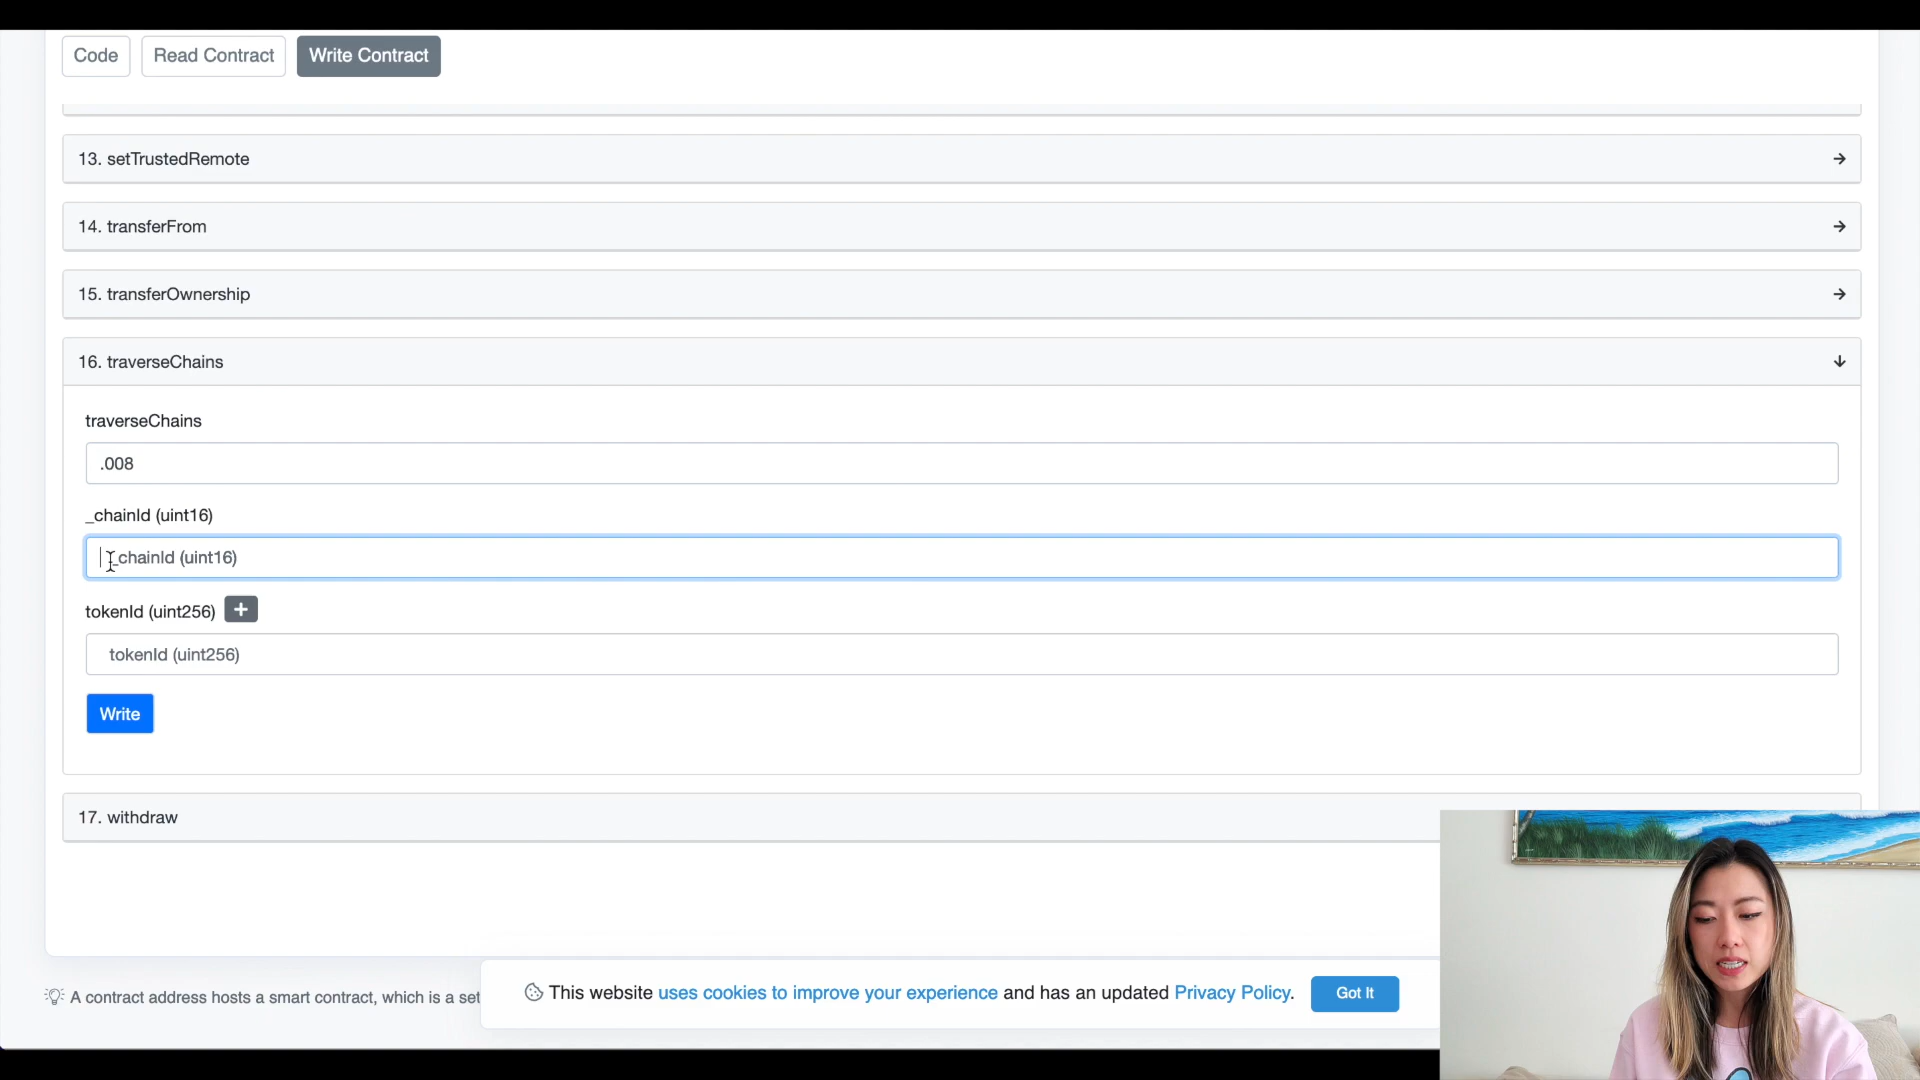 Code Read Contract Write Contract
13. setTrustedRemote
14. transferFrom
15. transferOwnership
16. traverseChains
traverseChains
.008
_chainId (uint16)
_chainId (uint16)
tokenId (uint256) +
tokenId (uint256)
Write
17. withdraw
A contract address hosts a smart contract, which is a set
This website uses cookies to improve your experience and has an updated Privacy Policy. Got It